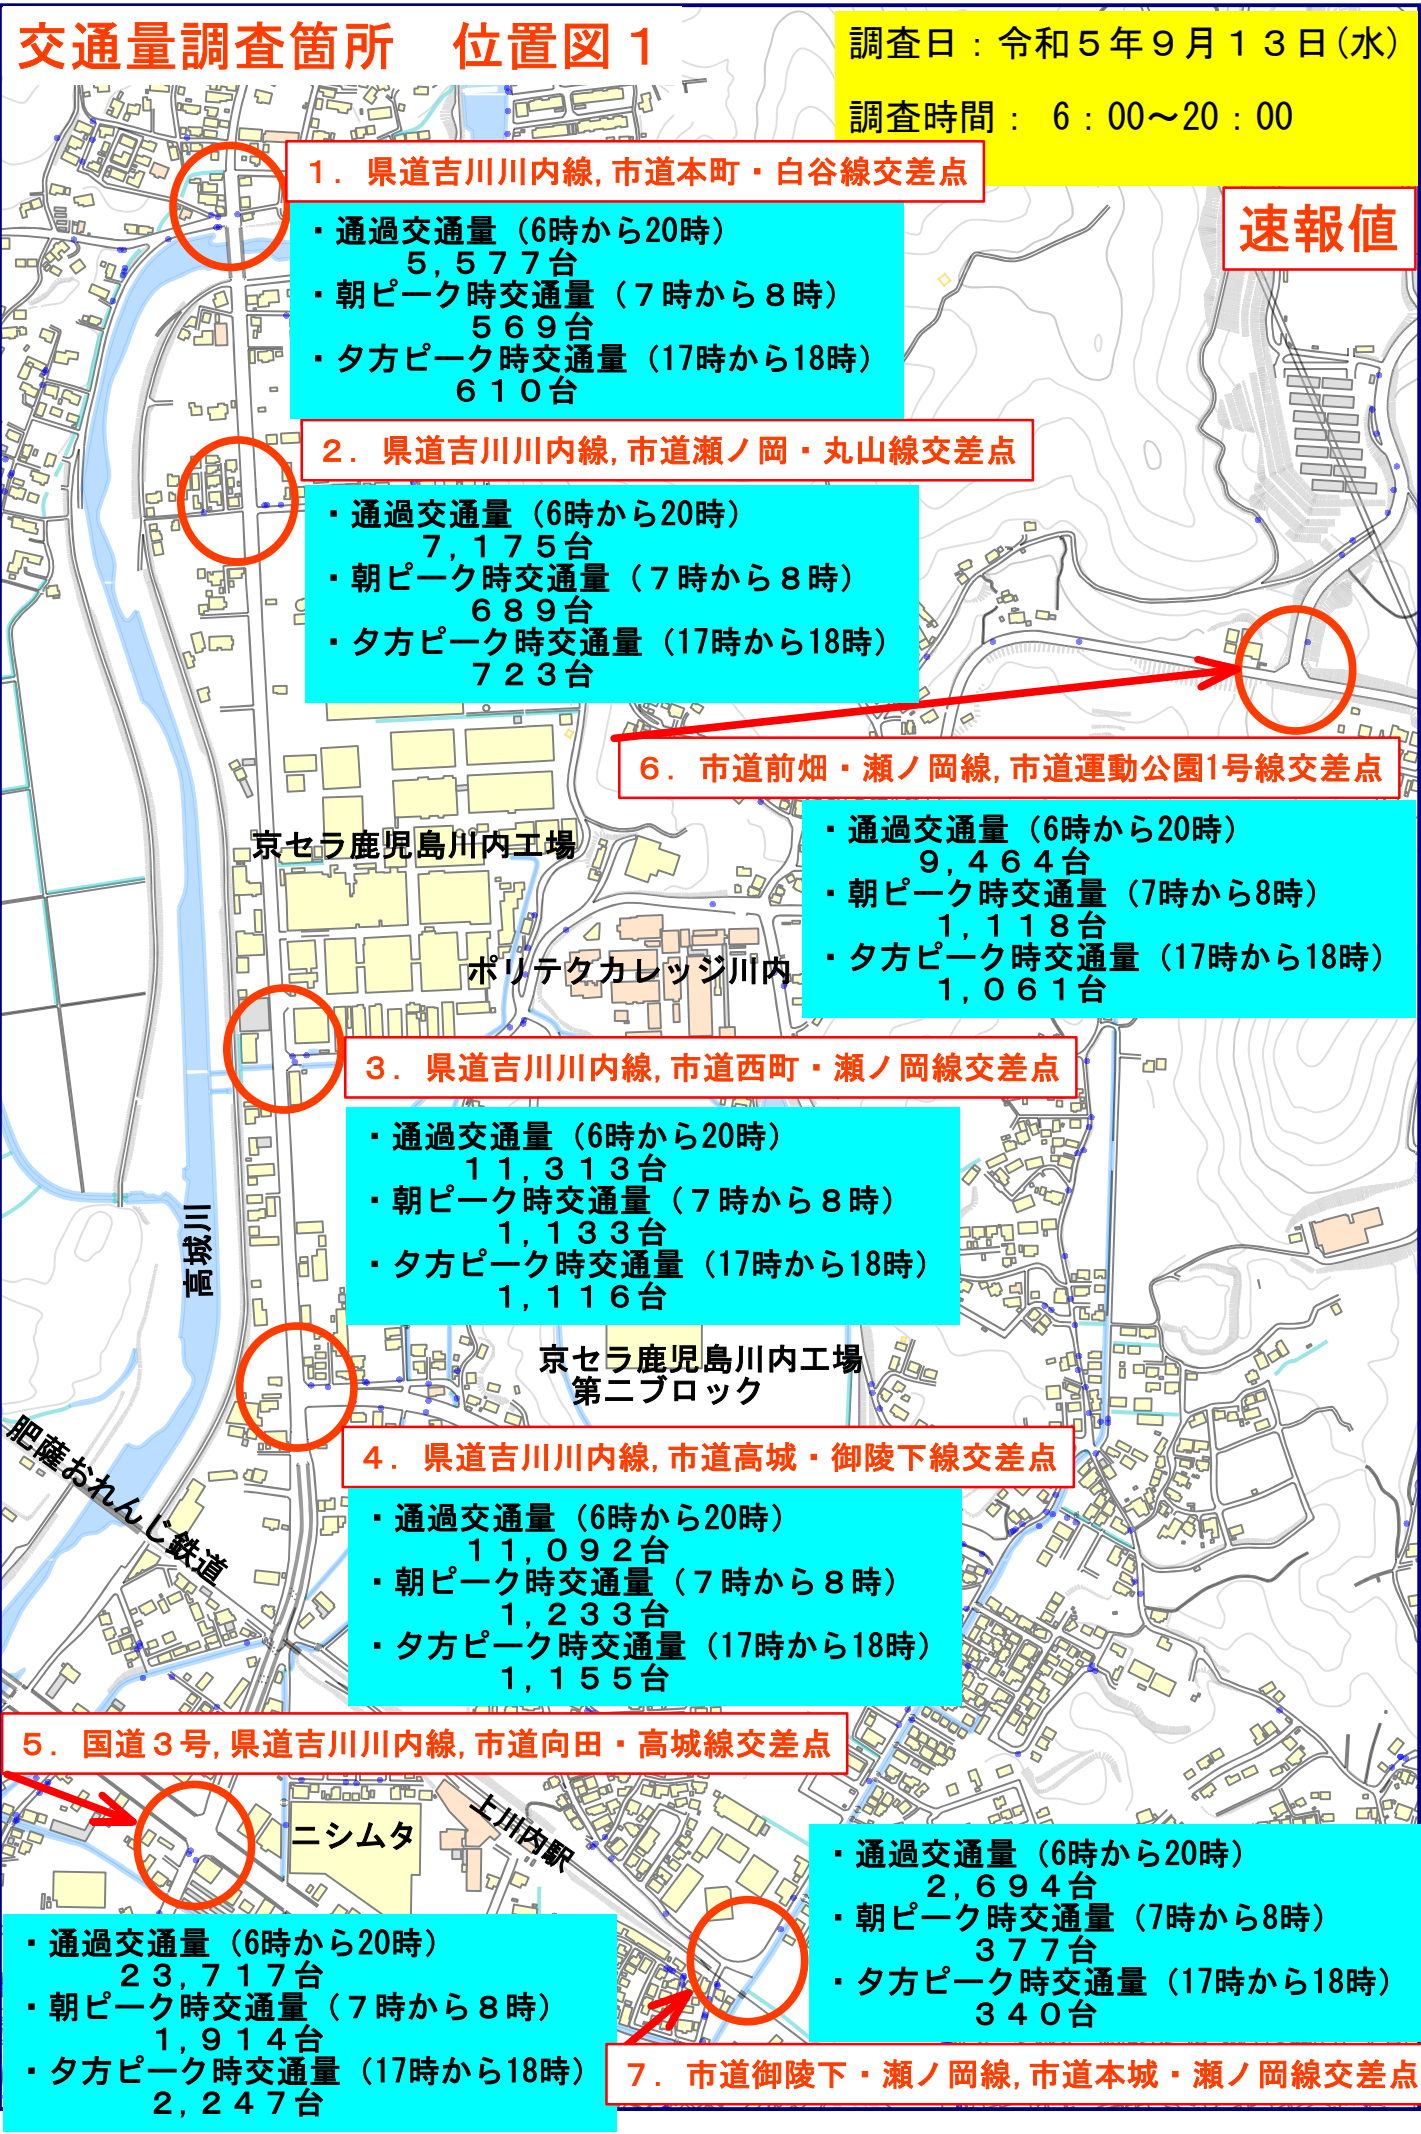 交通量調査箇所　位置図１
調査日：令和５年９月１３日(水)
調査時間：　6：00～20：00
速報値
１．県道吉川川内線,市道本町・白谷線交差点
・通過交通量（6時から20時）
５,５７７台
・朝ピーク時交通量（７時から８時）
５６９台
・夕方ピーク時交通量（17時から18時）
６１０台
２．県道吉川川内線,市道瀬ノ岡・丸山線交差点
・通過交通量（6時から20時）
７,１７５台
・朝ピーク時交通量（７時から８時）
６８９台
・夕方ピーク時交通量（17時から18時）
７２３台
６．市道前畑・瀬ノ岡線,市道運動公園1号線交差点
・通過交通量（6時から20時）
９,４６４台
・朝ピーク時交通量（7時から8時）
１,１１８台
・夕方ピーク時交通量（17時から18時）
１,０６１台
京セラ鹿児島川内工場
ポリテクカレッジ川内
３．県道吉川川内線,市道西町・瀬ノ岡線交差点
・通過交通量（6時から20時）
１１,３１３台
・朝ピーク時交通量（７時から８時）
１,１３３台
・夕方ピーク時交通量（17時から18時）
１,１１６台
高城川
京セラ鹿児島川内工場
第二ブロック
肥薩おれんじ鉄道
４．県道吉川川内線,市道高城・御陵下線交差点
・通過交通量（6時から20時）
１１,０９２台
・朝ピーク時交通量（７時から８時）
１,２３３台
・夕方ピーク時交通量（17時から18時）
１,１５５台
５．国道３号,県道吉川川内線,市道向田・高城線交差点
ニシムタ
上川内駅
・通過交通量（6時から20時）
２３,７１７台
・朝ピーク時交通量（７時から８時）
１,９１４台
・夕方ピーク時交通量（17時から18時）
２,２４７台
・通過交通量（6時から20時）
２,６９４台
・朝ピーク時交通量（7時から8時）
３７７台
・夕方ピーク時交通量（17時から18時）
３４０台
７．市道御陵下・瀬ノ岡線,市道本城・瀬ノ岡線交差点